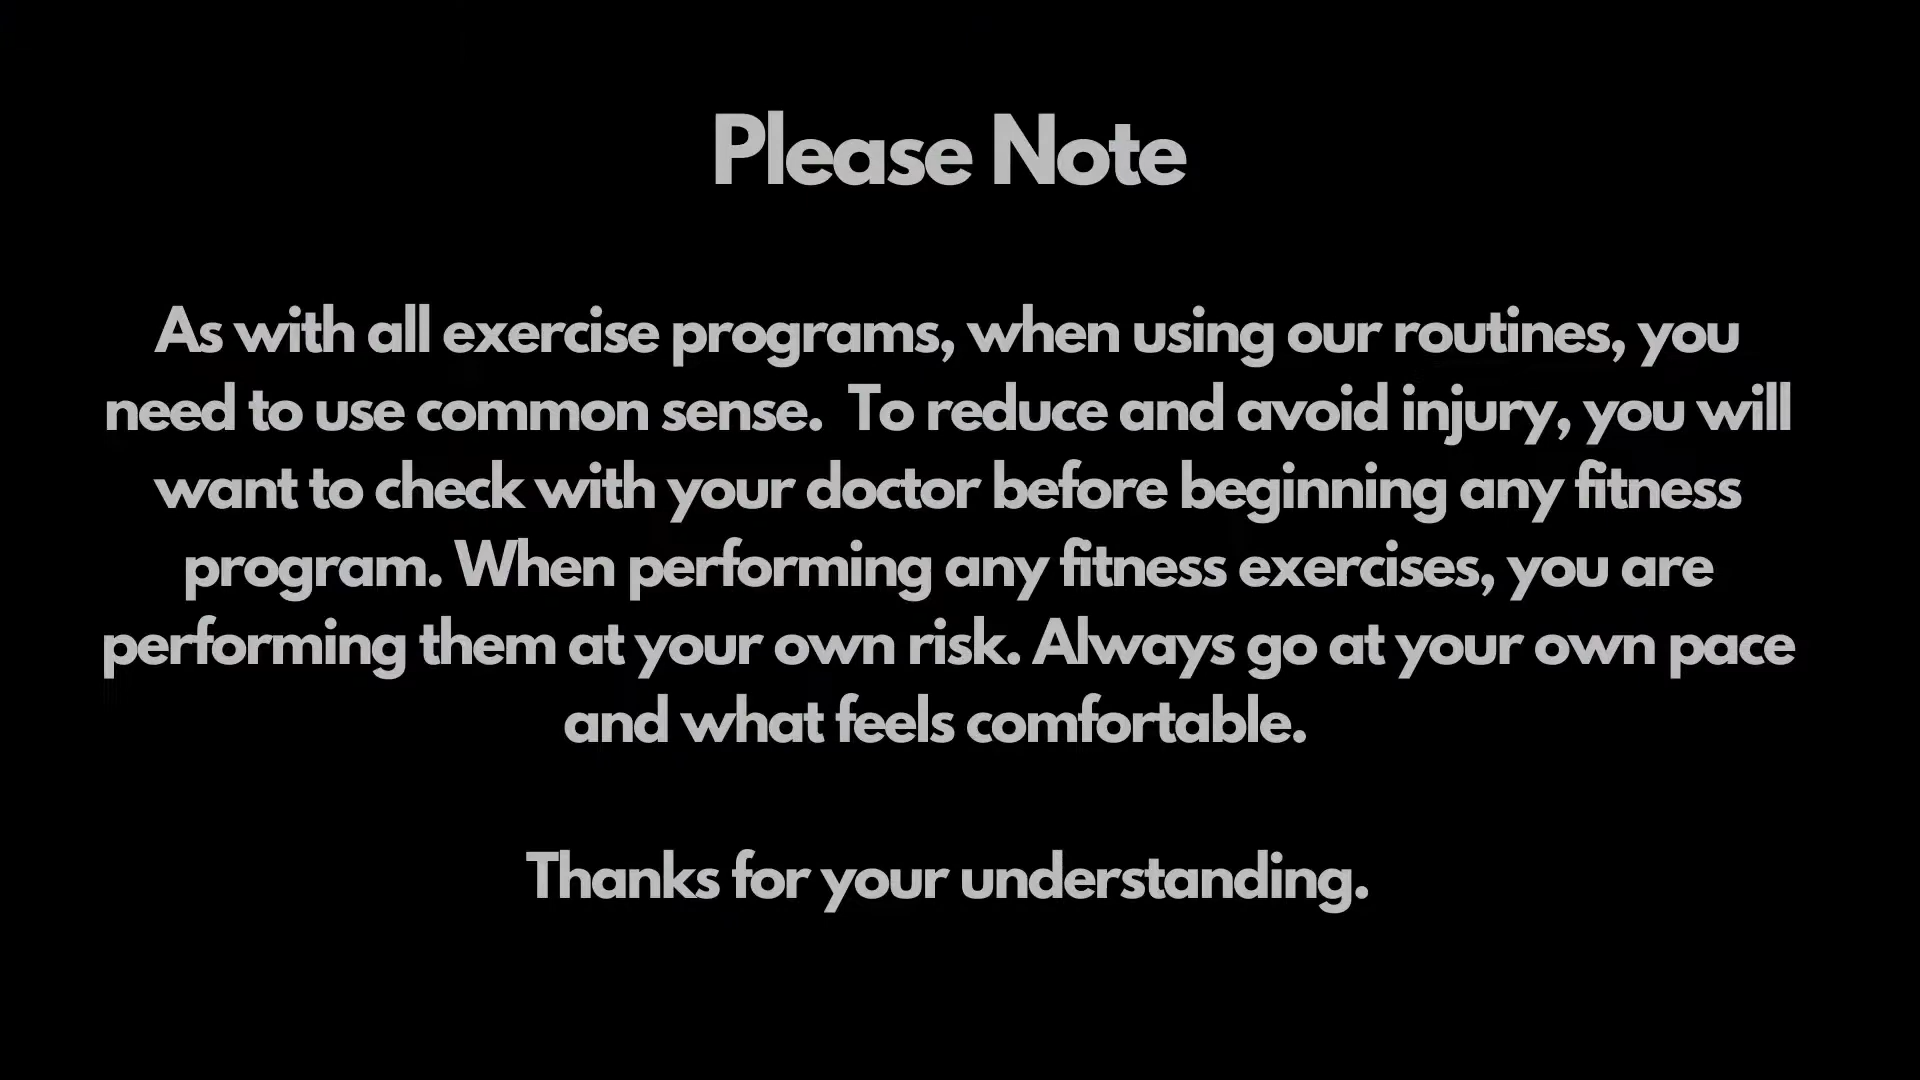 Please Note
As with all exercise programs, when using our routines, you
need to use common sense.  To reduce and avoid injury, you will
want to check with your doctor before beginning any fitness
program. When performing any fitness exercises, you are
performing them at your own risk. Always go at your own pace
and what feels comfortable.
Thanks for your understanding.